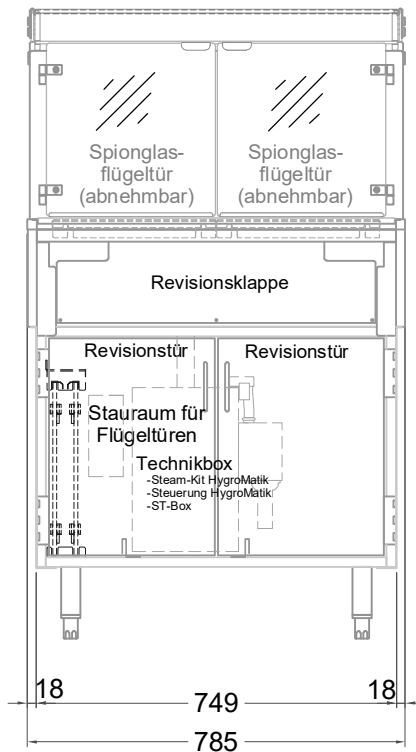 Spionglas-
flügeltür
(abnehmbar)
Spionglas-
flügeltür
(abnehmbar)
Revisionsklappe
Revisionstür
Revisionstür
Stauraum für
Flügeltüren
Technikbox
-Steam-Kit HygroMatik
-Steuerung HygroMatik
-ST-Box
18
749
18
785